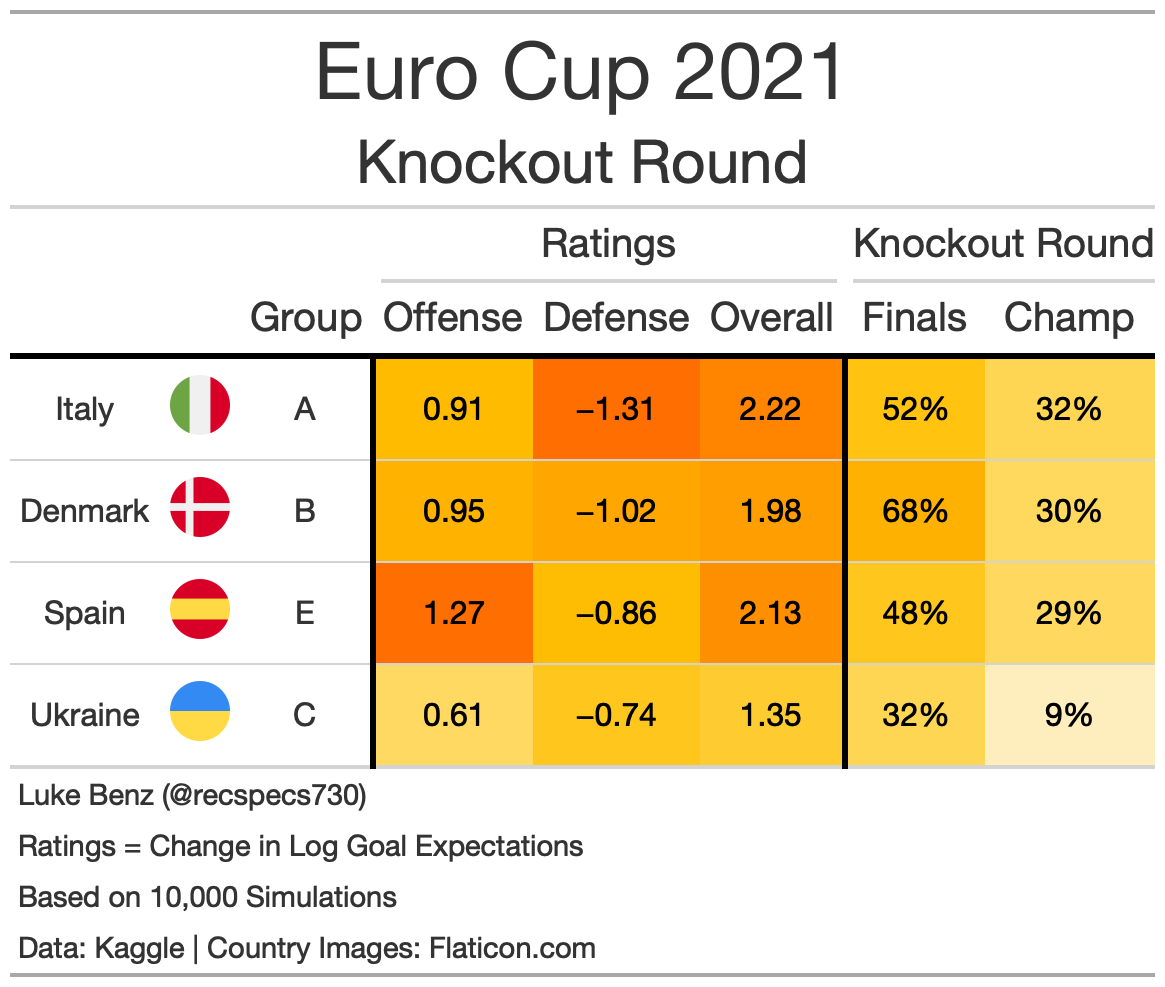 Euro Cup 2021
Knockout Round
Ratings Knockout Round
Group Offense Defense Overall Finals Champ
Italy A 0.91 −1.31 2.22 52% 32%
Denmark B 0.95 −1.02 1.98 68% 30%
Spain E 1.27 −0.86 2.13 48% 29%
Ukraine C 0.61 −0.74 1.35 32% 9%
Luke Benz (@recspecs730)
Ratings = Change in Log Goal Expectations
Based on 10,000 Simulations
Data: Kaggle | Country Images: Flaticon.com